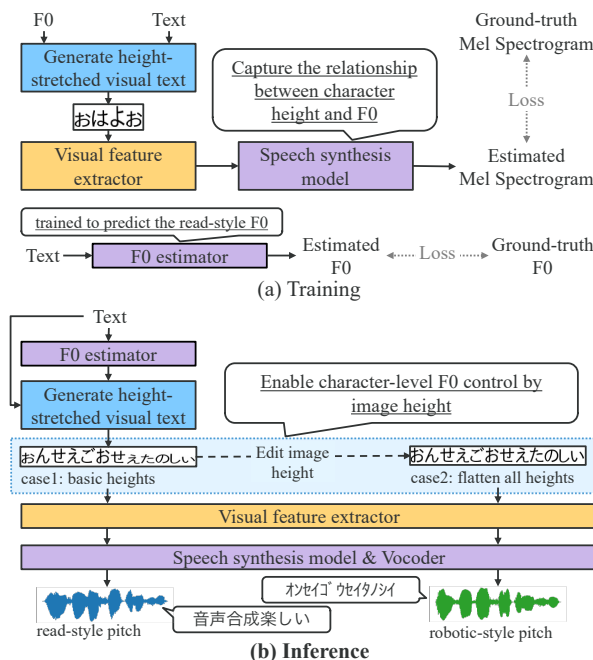 F0 Text
Generate height-
stretched visual text
おはよお
Visual feature
extractor
Capture the relationship
between character
height and F0
Speech synthesis
model
Ground-truth
Mel Spectrogram
Loss
Estimated
Mel Spectrogram
trained to predict the read-style F0
Text
F0 estimator
Estimated
F0
Loss
Ground-truth
F0
(a) Training
Text
F0 estimator
Generate height-
stretched visual text
Enable character-level F0 control by
image height
おんせえごおせえたのしい
case1: basic heights
Edit image
height
おんせえごおせえたのしい
case2: flatten all heights
Visual feature extractor
Speech synthesis model & Vocoder
read-style pitch
音声合成楽しい
オンセイゴウセイタノシイ
robotic-style pitch
(b) Inference